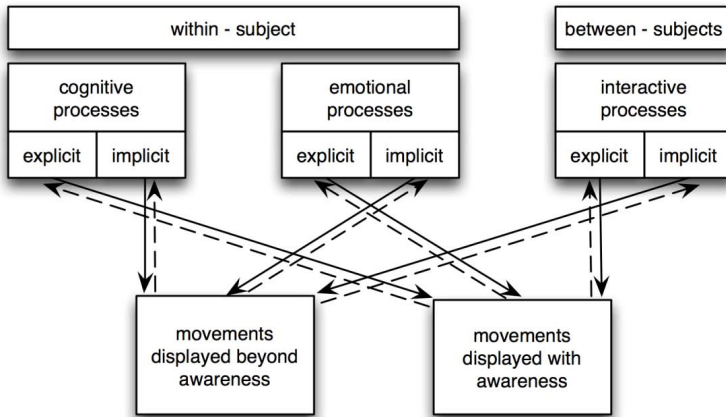 within - subject
between - subjects
cognitive
processes
emotional
processes
interactive
processes
explicit
implicit
explicit
implicit
explicit
implicit
movements
displayed beyond
awareness
movements
displayed with
awareness